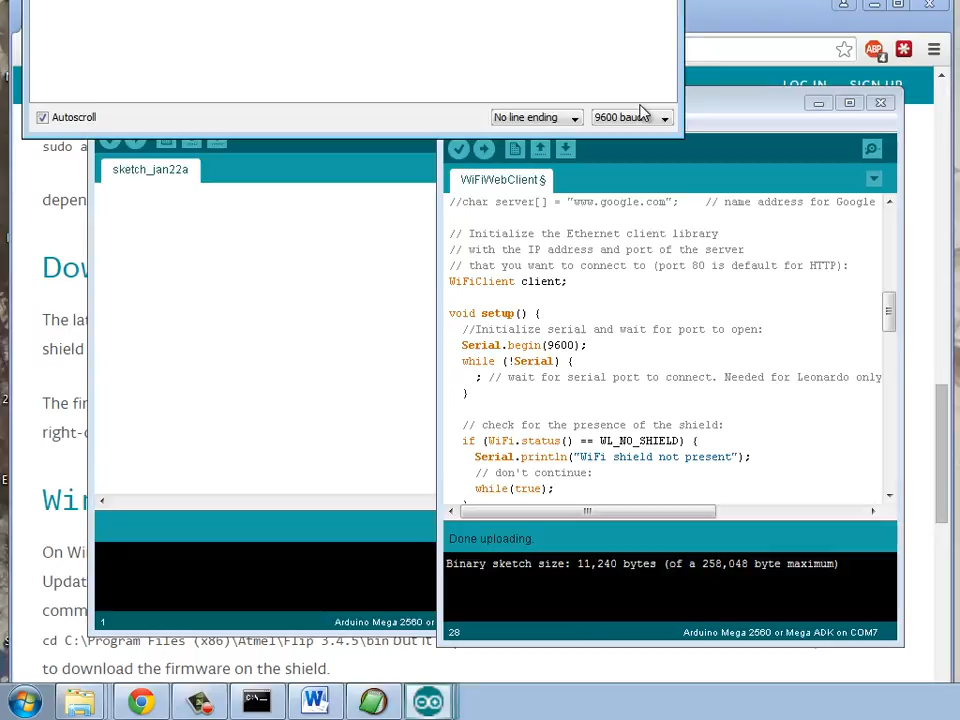 Autoscroll
No line ending
9600 baud
ABP
4
LOG IN SIGN UP
sudo a
depen
Dow
The lat
shield
The fir
right-c
Win
On Wi
Updat
comm
cd C:\Program Files (x86)\Atmel\Flip 3.4.5\bin
to download the firmware on the shield.
sketch_jan22a
1
Arduino Mega 2560 or
WiFiWebClient §
//char server[] = "www.google.com";    // name address for Google
// Initialize the Ethernet client library
// with the IP address and port of the server
// that you want to connect to (port 80 is default for HTTP):
WiFiClient client;
void setup() {
//Initialize serial and wait for port to open:
Serial.begin(9600);
while (!Serial) {
; // wait for serial port to connect. Needed for Leonardo only
}
// check for the presence of the shield:
if (WiFi.status() == WL_NO_SHIELD) {
Serial.println("WiFi shield not present");
// don't continue:
while(true);
Done uploading.
Binary sketch size: 11,240 bytes (of a 258,048 byte maximum)
28
Arduino Mega 2560 or Mega ADK on COM7